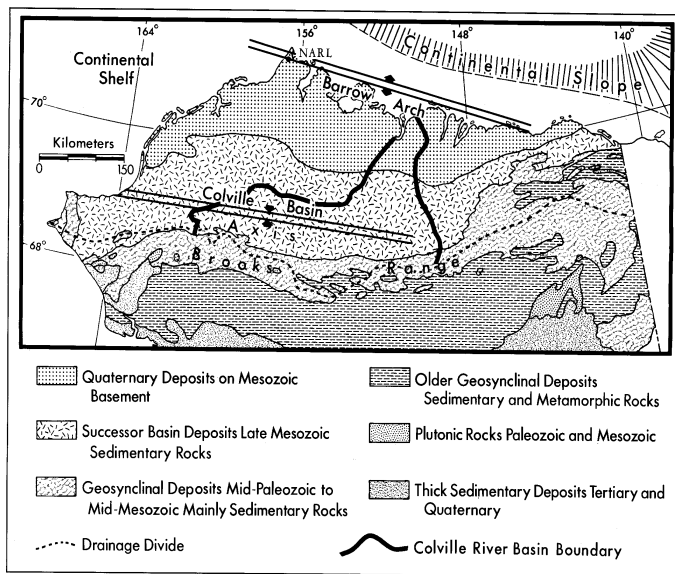 164°
156°
148°
140°
NARL
Continental
Shelf
Continental Slope
70°
Barrow
Arch
Kilometers
0 150
Colville
Basin
Axis
68°
Brooks
Range
Quaternary Deposits on Mesozoic
Basement
Successor Basin Deposits Late Mesozoic
Sedimentary Rocks
Geosynclinal Deposits Mid-Paleozoic to
Mid-Mesozoic Mainly Sedimentary Rocks
Drainage Divide
Older Geosynclinal Deposits
Sedimentary and Metamorphic Rocks
Plutonic Rocks Paleozoic and Mesozoic
Thick Sedimentary Deposits Tertiary and
Quaternary
Colville River Basin Boundary